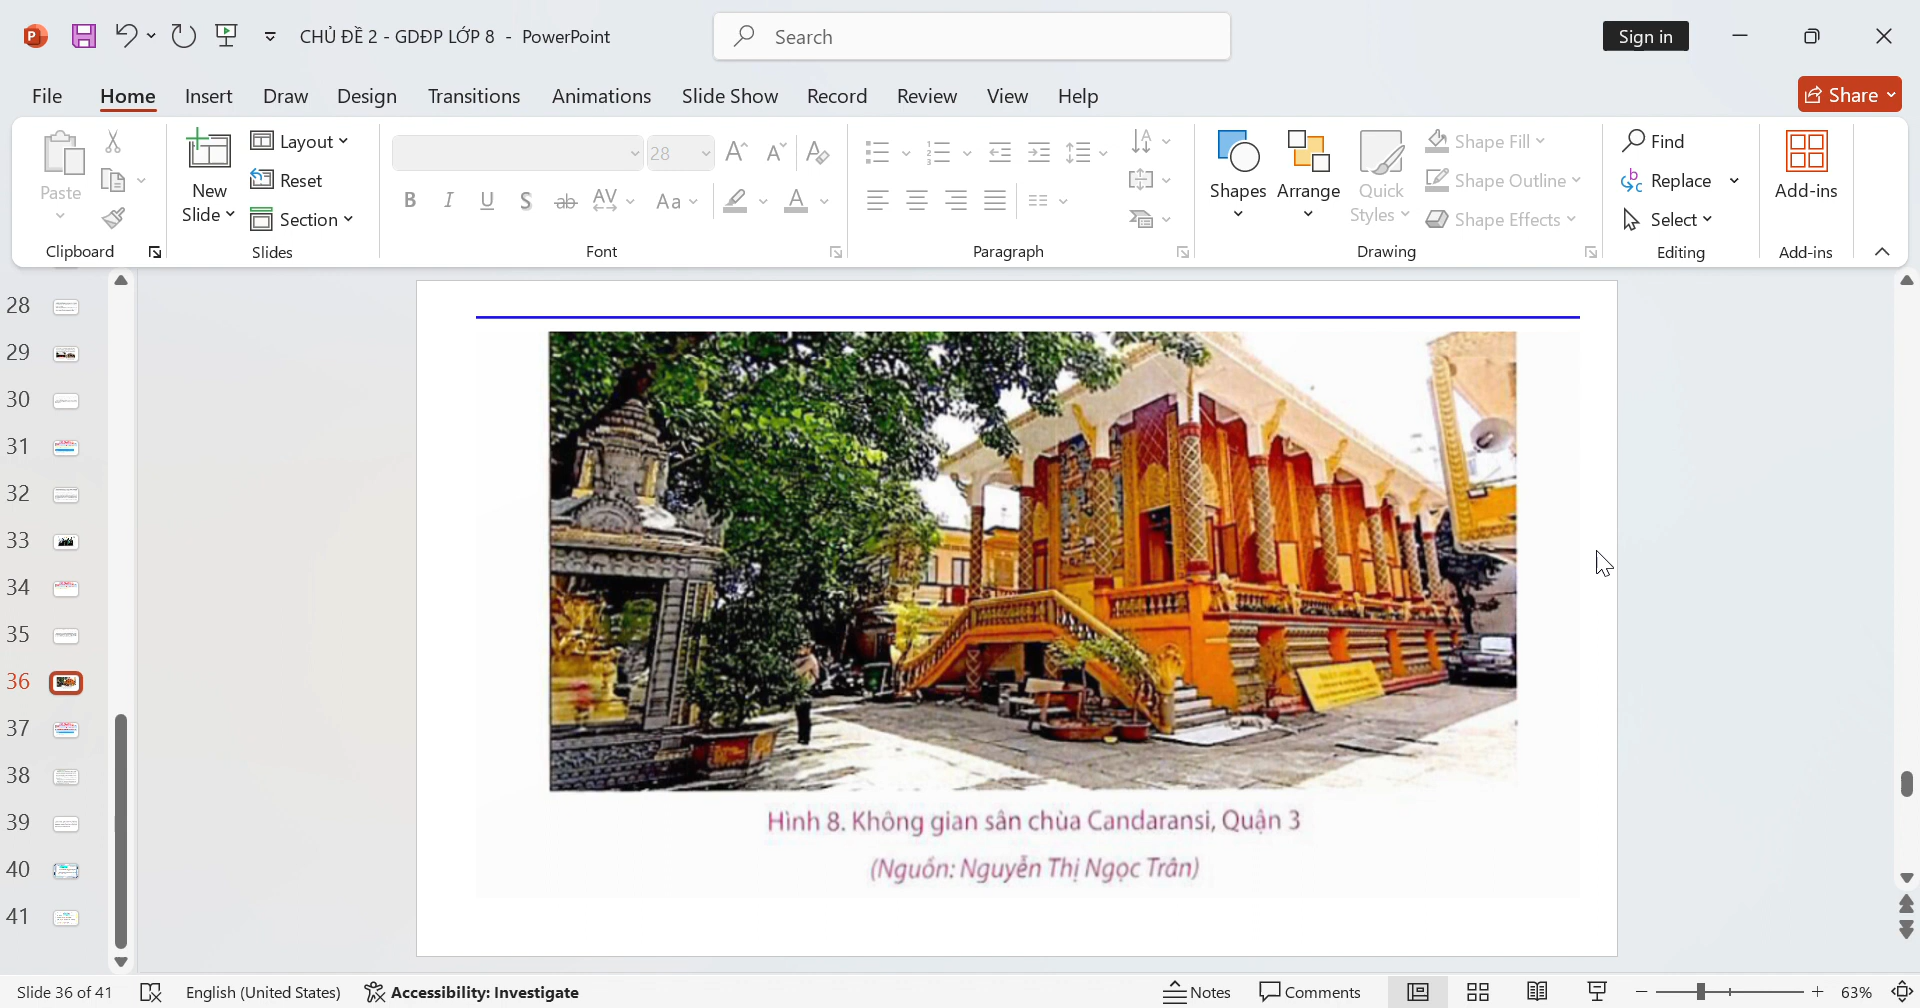 CHỦ ĐỀ 2 - GDĐP LỚP 8 - PowerPoint
Search
Sign in
File Home Insert Draw Design Transitions Animations Slide Show Record Review View Help
Share
Paste
Clipboard
New Slide
Layout
Reset
Section
Slides
28
B I U S ab AV Aa A
Font
Paragraph
Shapes
Arrange
Quick Styles
Shape Fill
Shape Outline
Shape Effects
Drawing
Find
Replace
Select
Editing
Add-ins
Add-ins
28
29
30
31
32
33
34
35
36
37
38
39
40
41
Hình 8. Không gian sân chùa Candaransi, Quận 3
(Nguồn: Nguyễn Thị Ngọc Trân)
Slide 36 of 41 English (United States) Accessibility: Investigate Notes Comments 63%